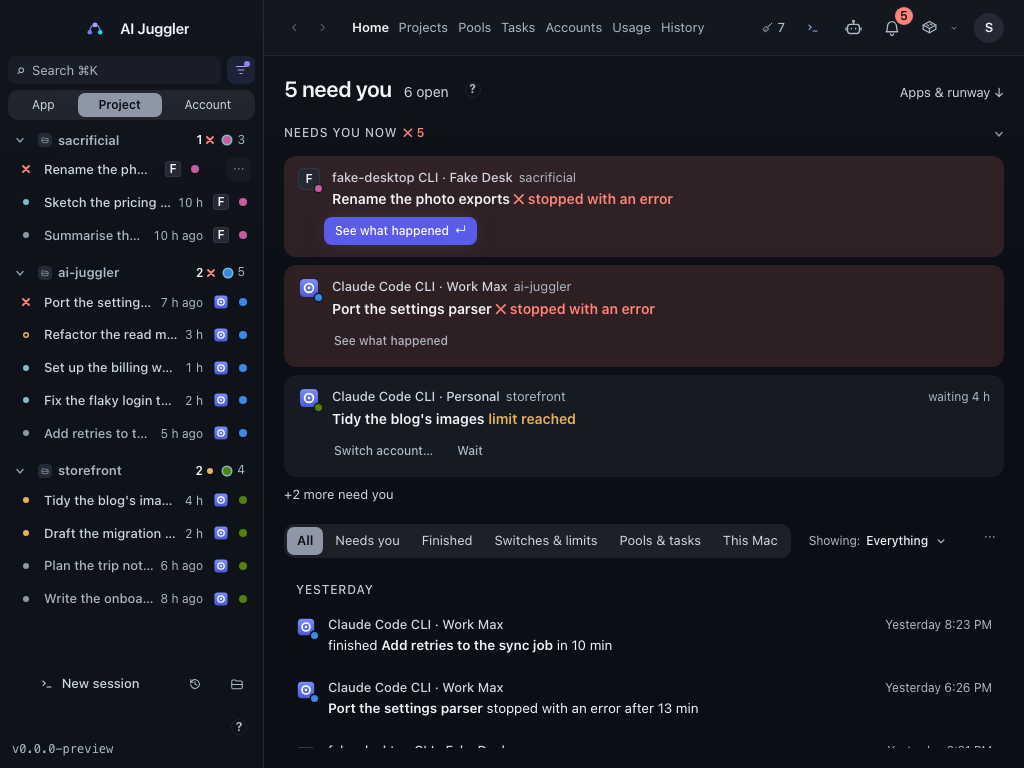 AI Juggler
Search ⌘K
App Project Account
sacrificial 1 3
Rename the ph... F
Sketch the pricing ... 10 h F
Summarise th... 10 h ago F
ai-juggler 2 5
Port the setting... 7 h ago
Refactor the read m... 3 h
Set up the billing w... 1 h
Fix the flaky login t... 2 h
Add retries to t... 5 h ago
storefront 2 4
Tidy the blog's ima... 4 h
Draft the migration ... 2 h
Plan the trip not... 6 h ago
Write the onboa... 8 h ago
New session
?
v0.0.0-preview
Home Projects Pools Tasks Accounts Usage History 7 5 S
5 need you 6 open ? Apps & runway ↓
NEEDS YOU NOW 5
F fake-desktop CLI · Fake Desk sacrificial
Rename the photo exports stopped with an error
See what happened ↵
Claude Code CLI · Work Max ai-juggler
Port the settings parser stopped with an error
See what happened
Claude Code CLI · Personal storefront waiting 4 h
Tidy the blog's images limit reached
Switch account... Wait
+2 more need you
All Needs you Finished Switches & limits Pools & tasks This Mac Showing: Everything ...
YESTERDAY
Claude Code CLI · Work Max Yesterday 8:23 PM
finished Add retries to the sync job in 10 min
Claude Code CLI · Work Max Yesterday 6:26 PM
Port the settings parser stopped with an error after 13 min